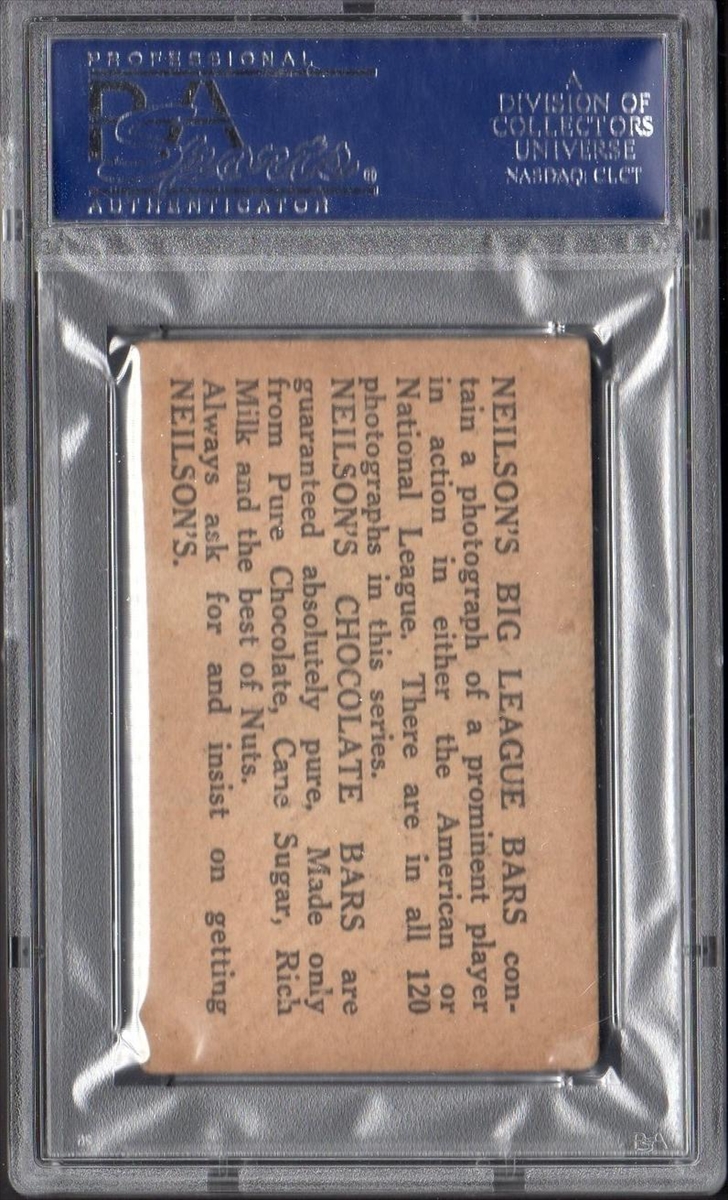 PROFESSIONAL
PSA
Sports®
AUTHENTICATOR
A
DIVISION OF
COLLECTORS
UNIVERSE
NASDAQ: CLCT
NEILSON'S BIG LEAGUE BARS con-
tain a photograph of a prominent player
in action in either the American or
National League. There are in all 120
photographs in this series.
NEILSON'S CHOCOLATE BARS are
guaranteed absolutely pure, Made only
from Pure Chocolate, Cane Sugar, Rich
Milk and the best of Nuts.
Always ask for and insist on getting
NEILSON'S.
PSA